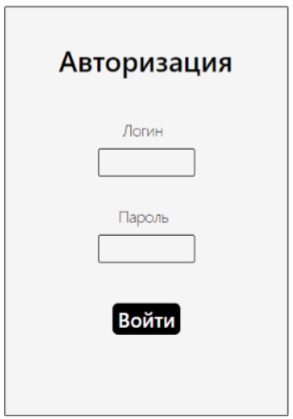 Авторизация
Логин
Пароль
Войти